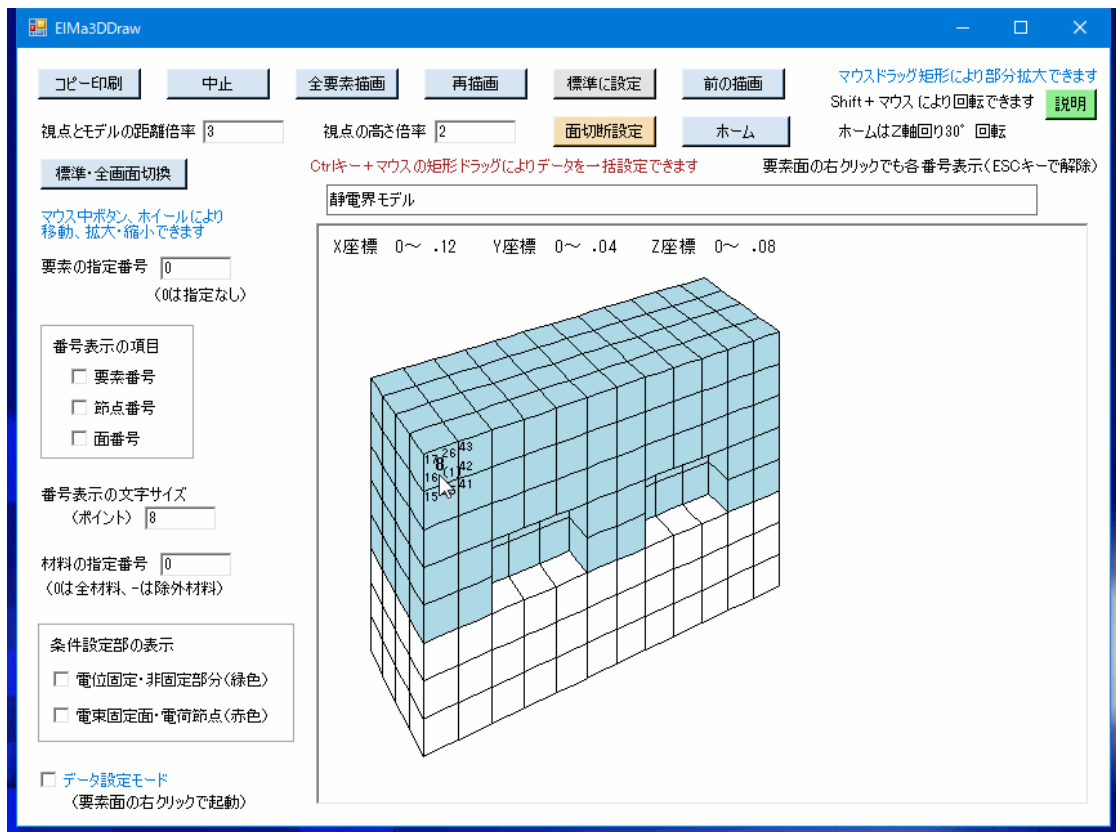 ElMa3DDraw
コピー印刷 中止 全要素描画 再描画 標準に設定 前の描画
マウスドラッグ矩形により部分拡大できます
Shift+マウス により回転できます 説明
視点とモデルの距離倍率 3 視点の高さ倍率 2 面切断設定 ホーム ホームはZ軸回り30°回転
標準・全画面切換
Ctrlキー+マウスの矩形ドラッグによりデータを一括設定できます 要素面の右クリックでも各番号表示(ESCキーで解除)
静電界モデル
マウス中ボタン、ホイールにより
移動、拡大・縮小できます
X座標 0～ .12 Y座標 0～ .04 Z座標 0～ .08
要素の指定番号 0
(0は指定なし)
番号表示の項目
要素番号
節点番号
面番号
17 26 43
8 42
16 (1)
15 41
番号表示の文字サイズ
(ポイント) 8
材料の指定番号 0
(0は全材料、-は除外材料)
条件設定部の表示
電位固定・非固定部分(緑色)
電束固定面・電荷節点(赤色)
データ設定モード
(要素面の右クリックで起動)